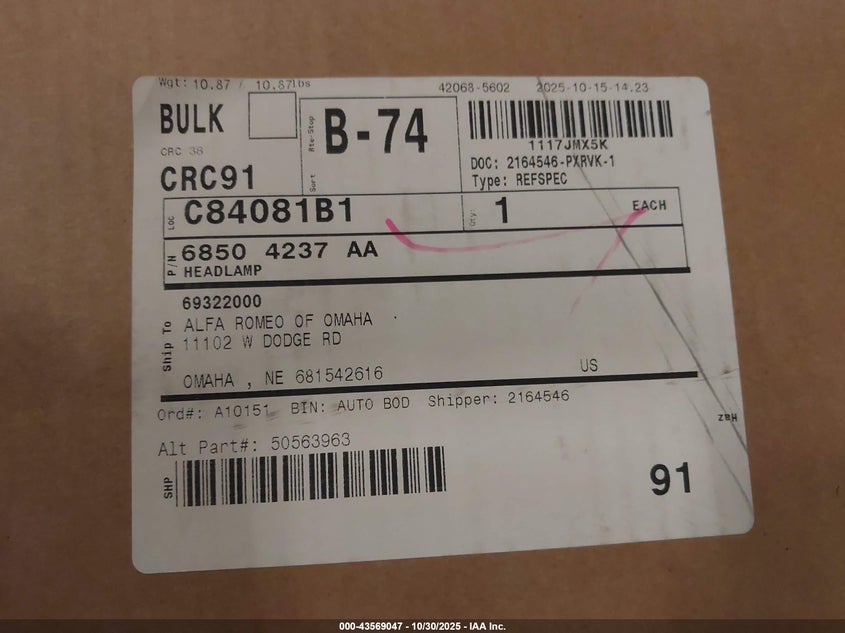 Wgt: 10.87 / 10.87lbs
42068-5602 2025-10-15-14.23
BULK
Rte-Stop
B-74
1117JMX5K
CRC 38
DOC: 2164546-PXRVK-1
CRC91
Sort
Type: REFSPEC
LOC C84081B1 Qty: 1 EACH
P/N 6850 4237 AA
HEADLAMP
69322000
Ship To
ALFA ROMEO OF OMAHA
11102 W DODGE RD
OMAHA , NE 681542616 US
Ord#: A10151 BIN: AUTO BOD Shipper: 2164546
Haz
Alt Part#: 50563963
SHP
91
000-43569047 - 10/30/2025 - IAA Inc.